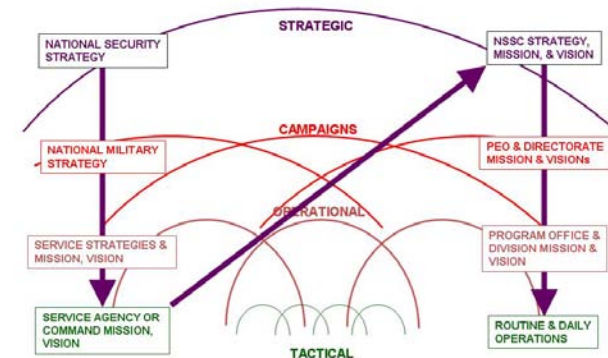 STRATEGIC
NATIONAL SECURITY
STRATEGY
NSSC STRATEGY,
MISSION, & VISION
CAMPAIGNS
NATIONAL MILITARY
STRATEGY
PEO & DIRECTORATE
MISSION & VISIONs
OPERATIONAL
SERVICE STRATEGIES &
MISSION, VISION
PROGRAM OFFICE &
DIVISION MISSION &
VISION
SERVICE AGENCY OR
COMMAND MISSION,
VISION
ROUTINE & DAILY
OPERATIONS
TACTICAL